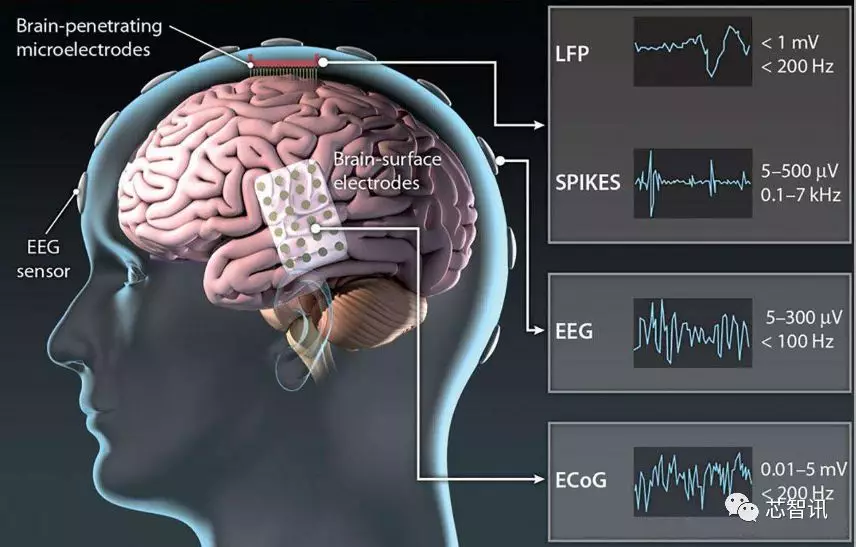 Brain-penetrating
microelectrodes
Brain-surface
electrodes
EEG
sensor
LFP
< 1 mV
< 200 Hz
SPIKES
5–500 µV
0.1–7 kHz
EEG
5–300 µV
< 100 Hz
ECoG
0.01–5 mV
< 200 Hz
芯智讯